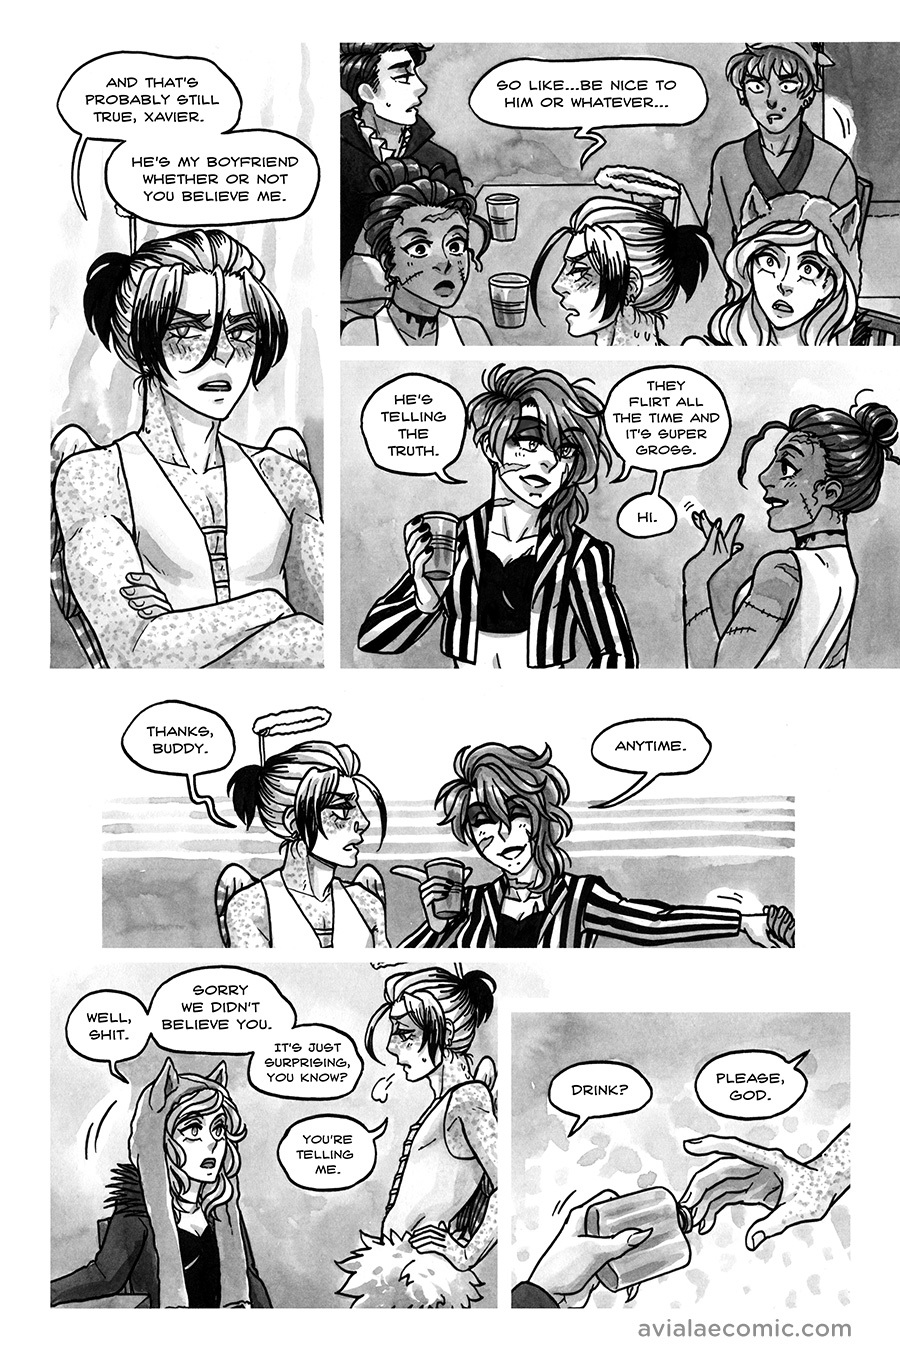 AND THAT'S
PROBABLY STILL
TRUE, XAVIER.
HE'S MY BOYFRIEND
WHETHER OR NOT
YOU BELIEVE ME.
SO LIKE...BE NICE TO
HIM OR WHATEVER...
HE'S
TELLING
THE
TRUTH.
THEY
FLIRT ALL
THE TIME AND
IT'S SUPER
GROSS.
HI.
THANKS,
BUDDY.
ANYTIME.
WELL,
SHIT.
SORRY
WE DIDN'T
BELIEVE YOU.
IT'S JUST
SURPRISING,
YOU KNOW?
YOU'RE
TELLING
ME.
DRINK?
PLEASE,
GOD.
avialaecomic.com